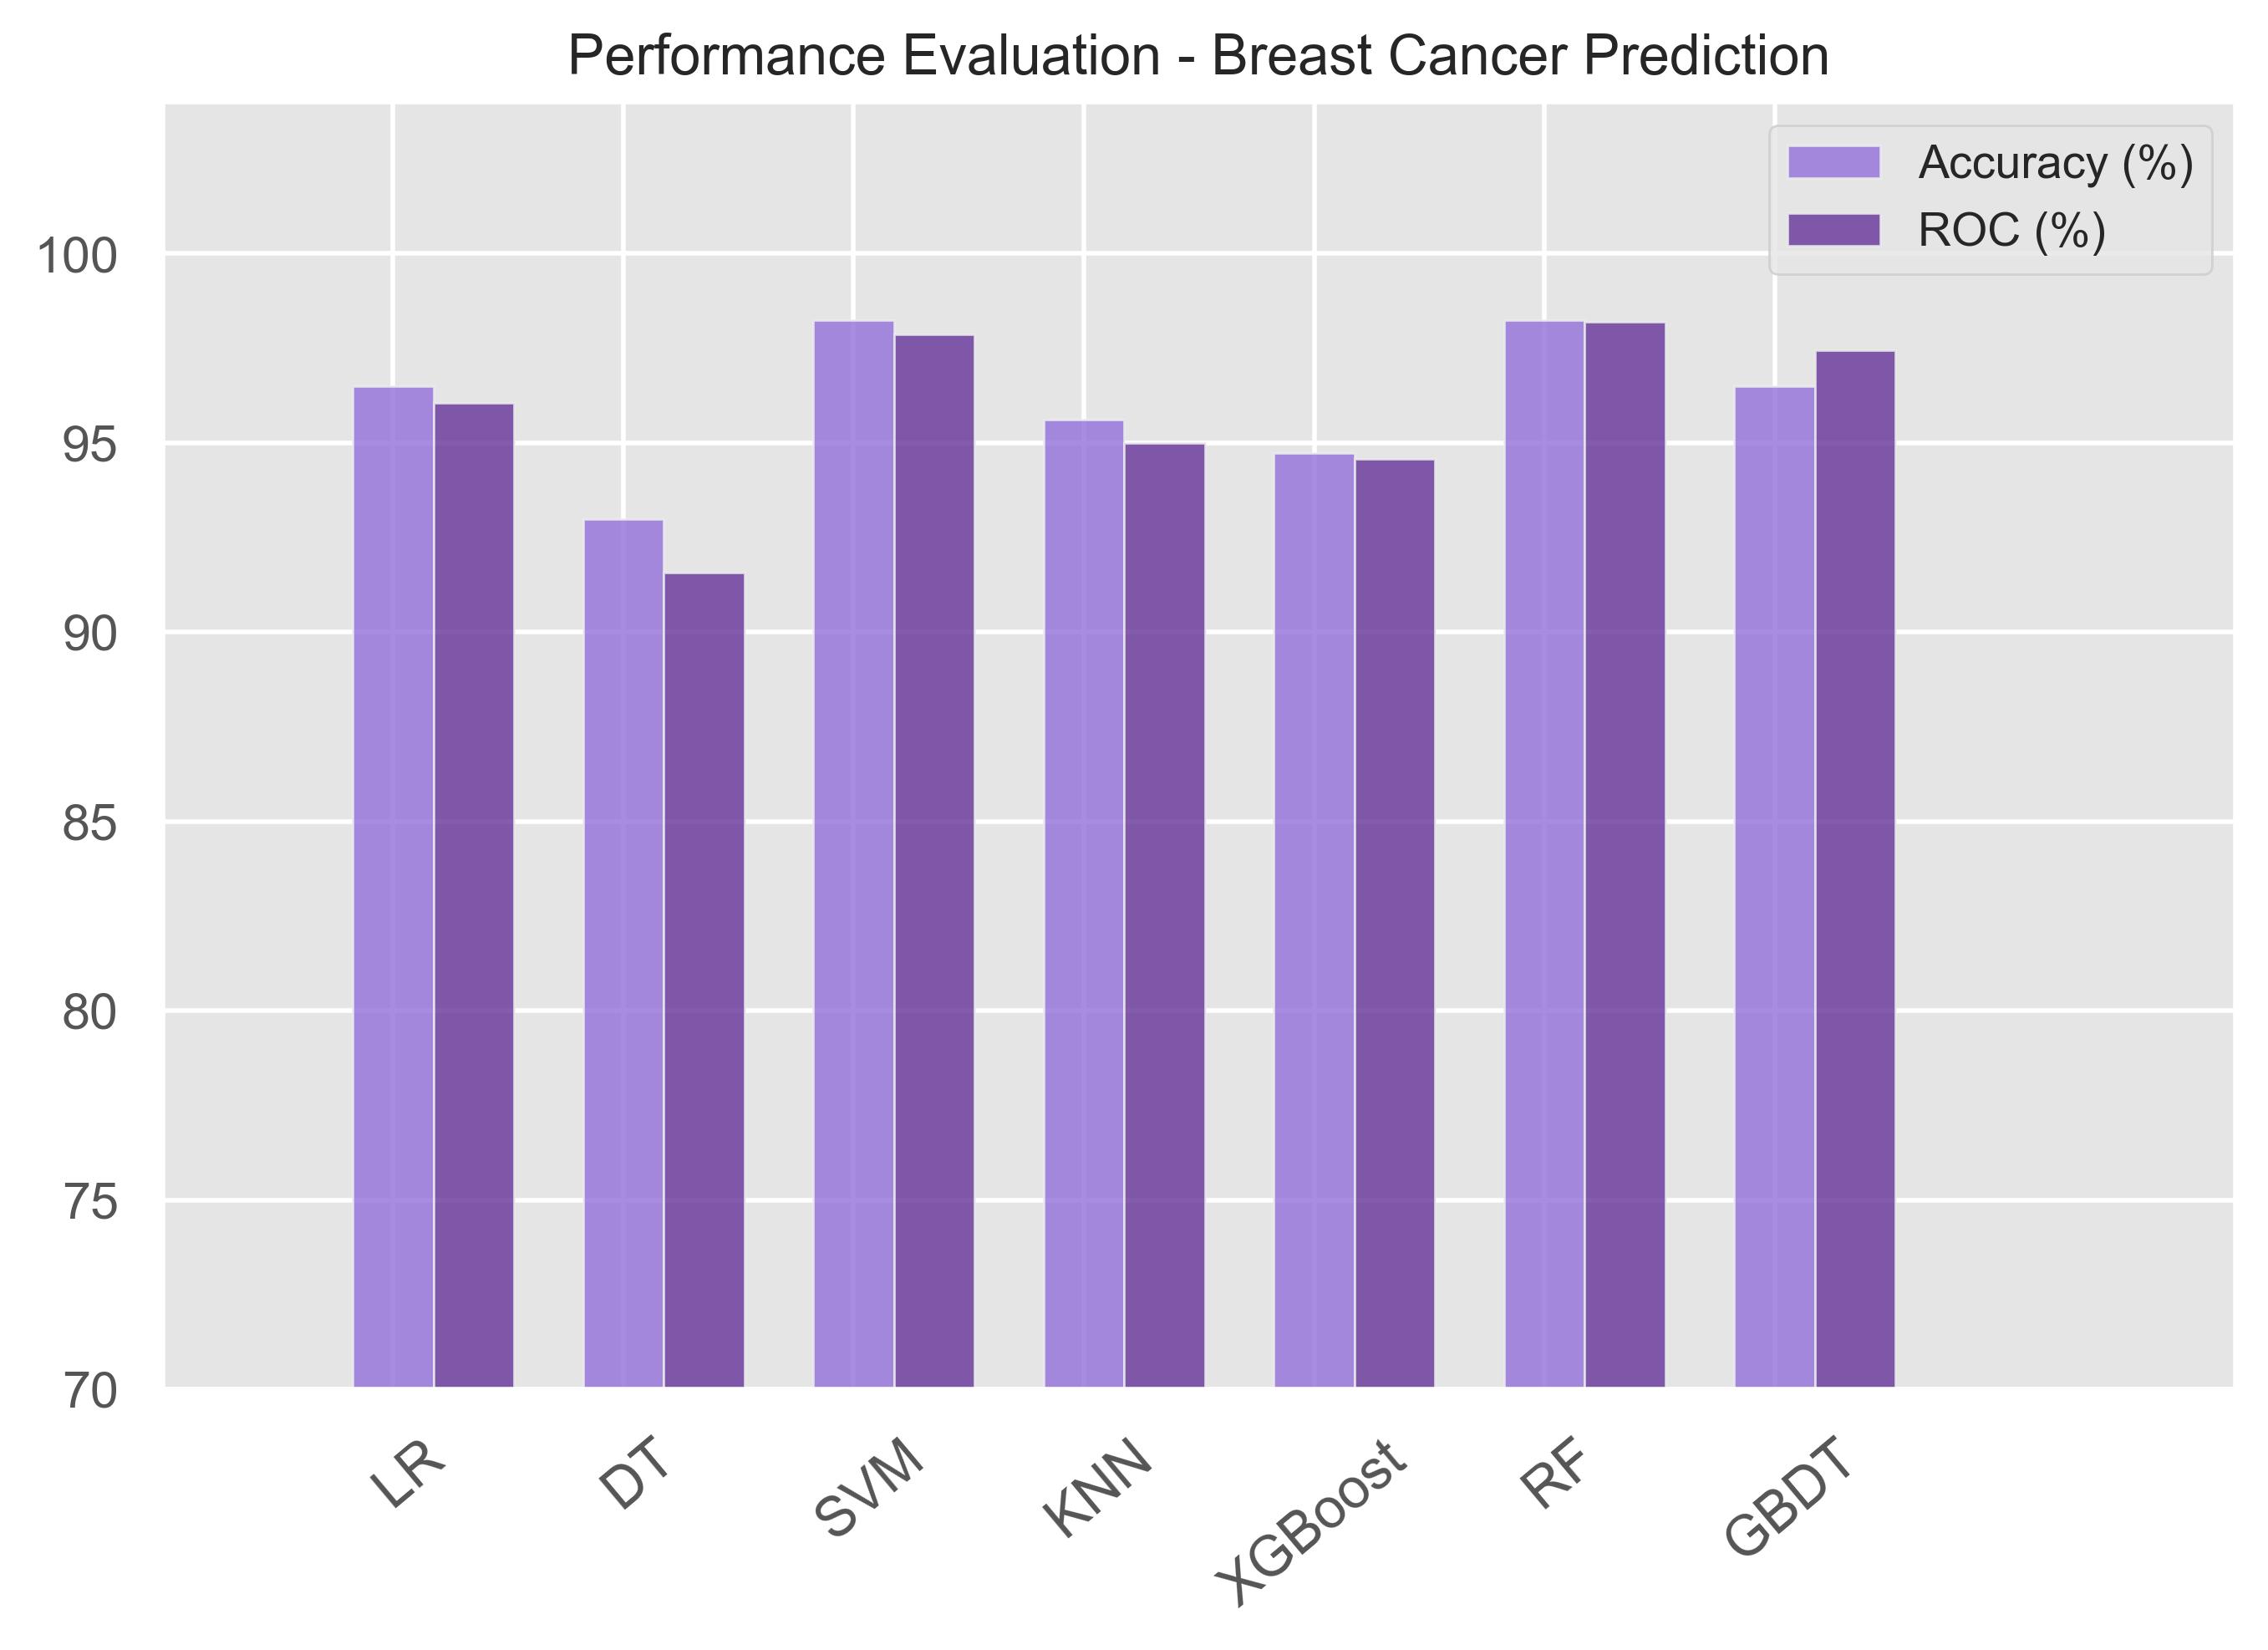 Performance Evaluation - Breast Cancer Prediction
Accuracy (%)
ROC (%)
100
95
90
85
80
75
70
LR
DT
SVM
KNN
XGBoost
RF
GBDT